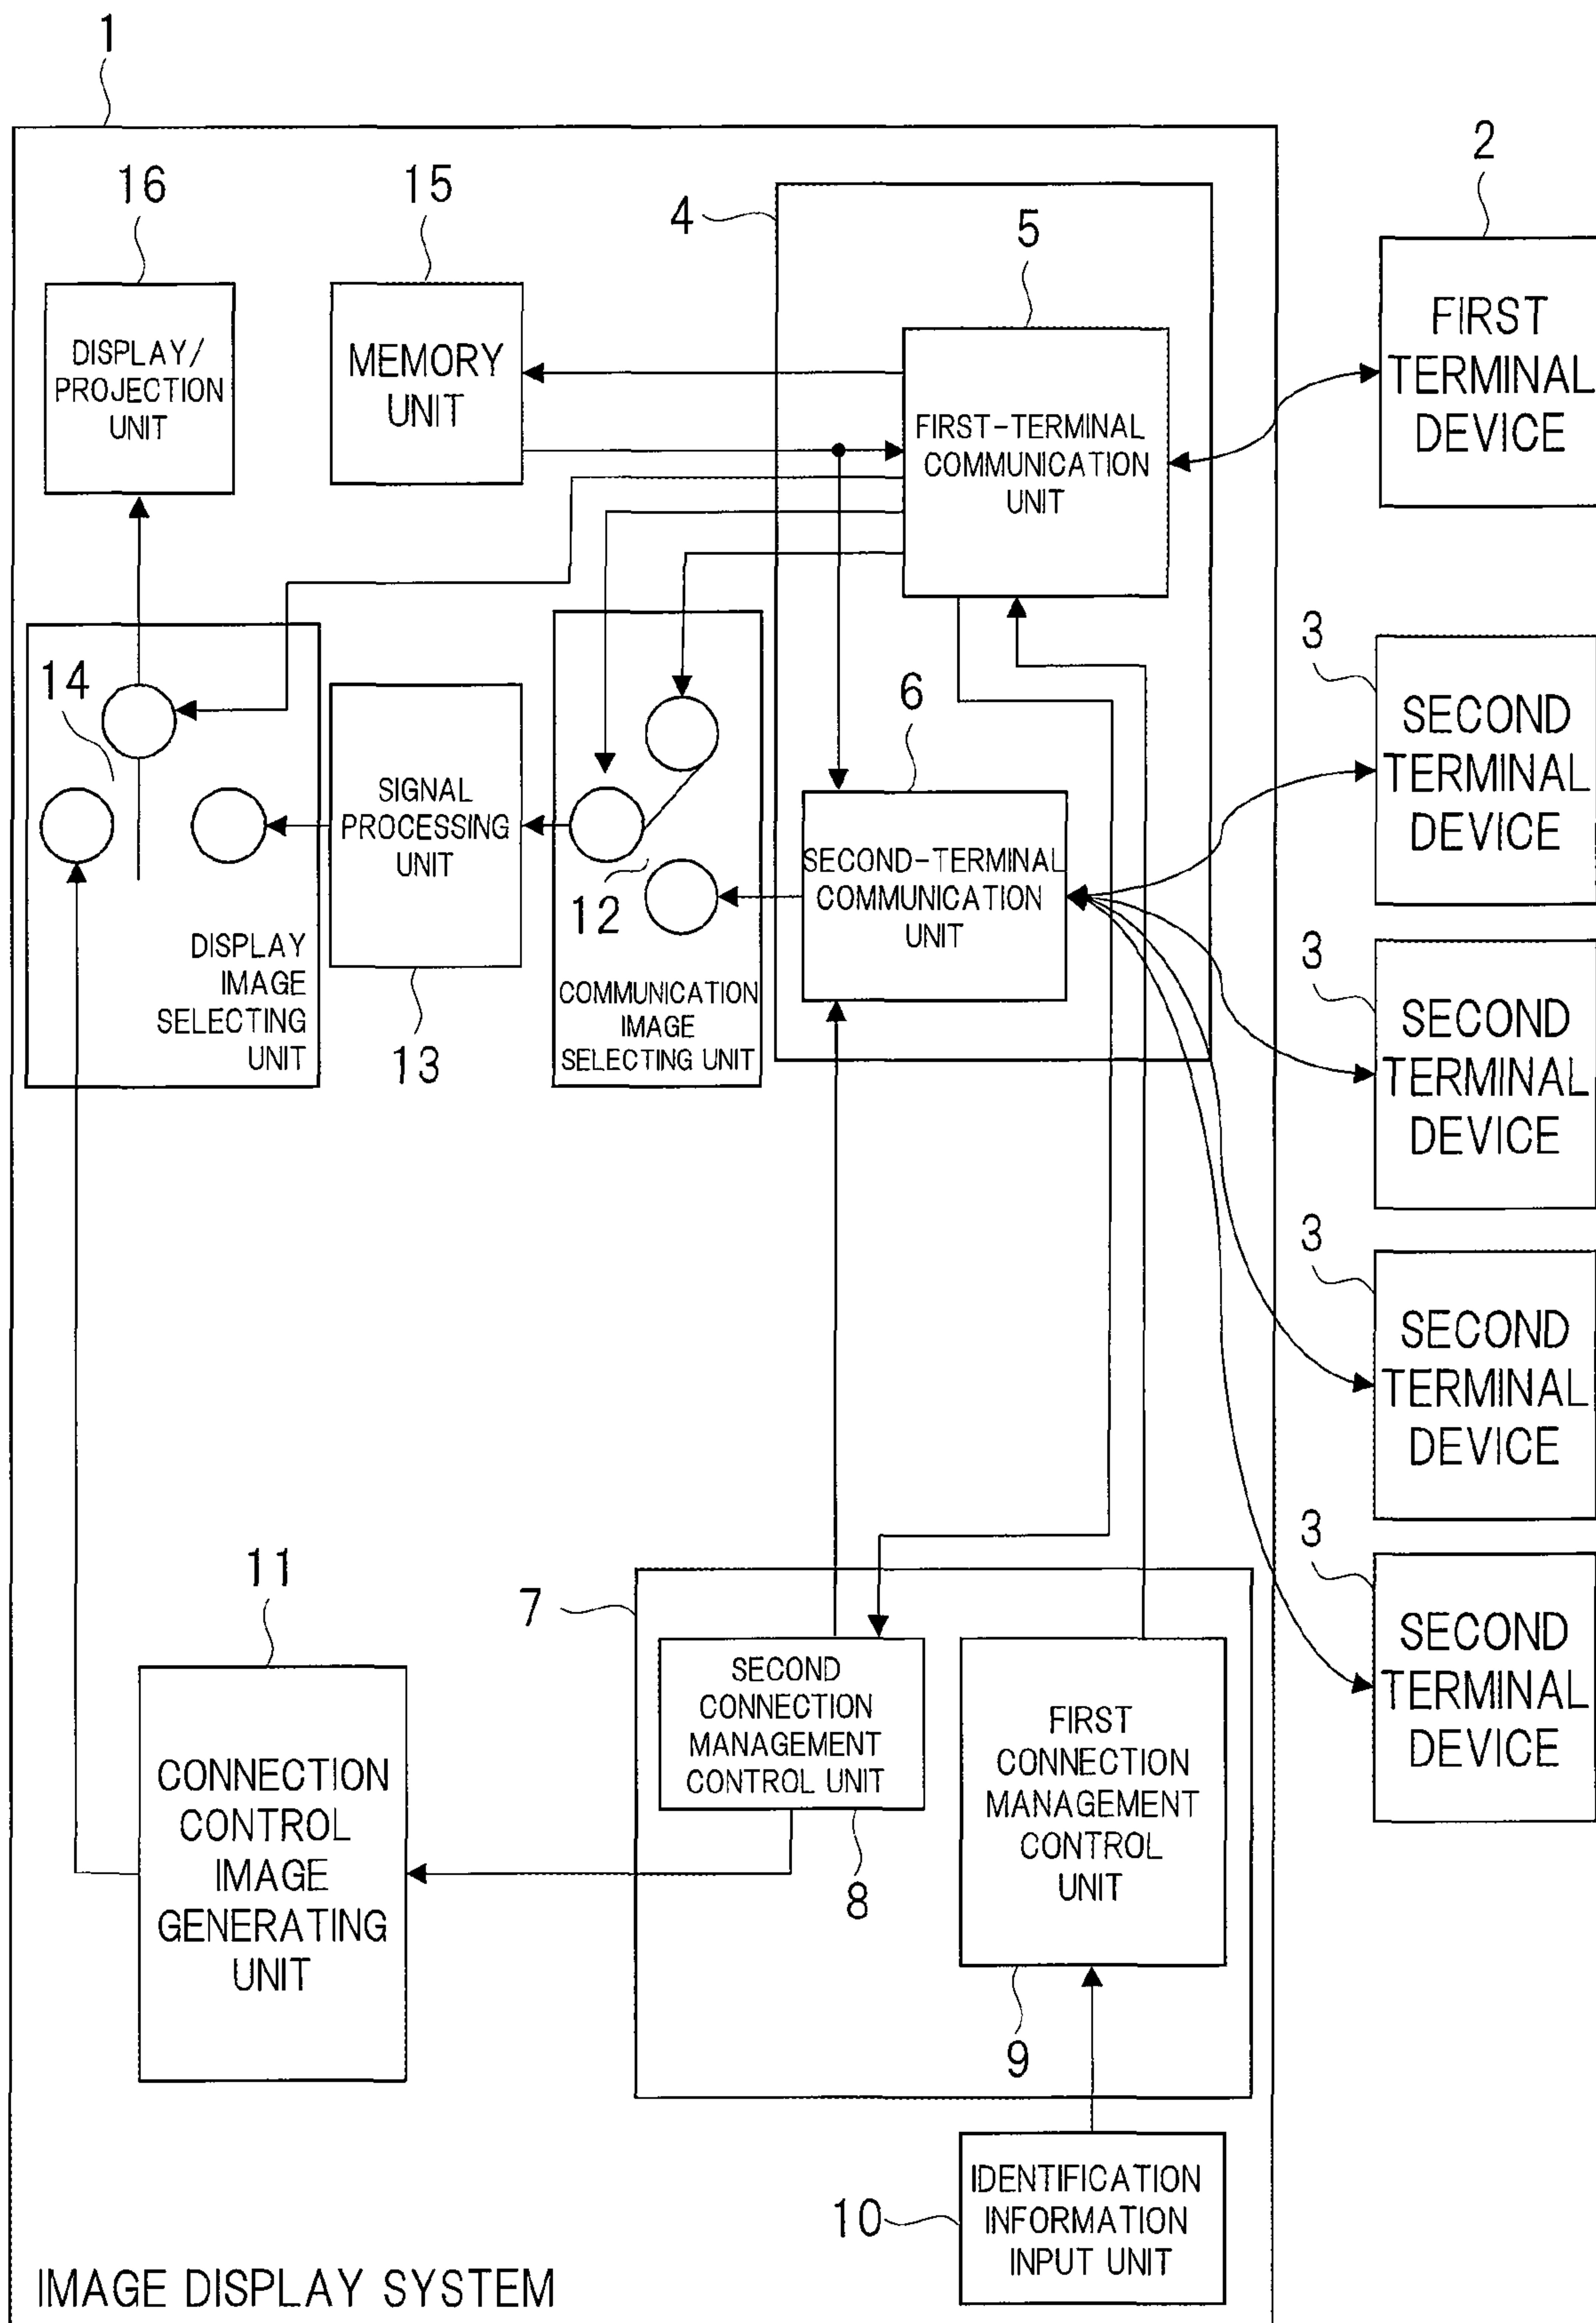 1
16
15
4
5
2
DISPLAY/
PROJECTION
UNIT
MEMORY
UNIT
FIRST-TERMINAL
COMMUNICATION
UNIT
FIRST
TERMINAL
DEVICE
14
DISPLAY
IMAGE
SELECTING
UNIT
SIGNAL
PROCESSING
UNIT
13
12
COMMUNICATION
IMAGE
SELECTING UNIT
6
SECOND-TERMINAL
COMMUNICATION
UNIT
3
SECOND
TERMINAL
DEVICE
3
SECOND
TERMINAL
DEVICE
3
SECOND
TERMINAL
DEVICE
3
SECOND
TERMINAL
DEVICE
11
CONNECTION
CONTROL
IMAGE
GENERATING
UNIT
7
SECOND
CONNECTION
MANAGEMENT
CONTROL UNIT
8
FIRST
CONNECTION
MANAGEMENT
CONTROL
UNIT
9
10
IDENTIFICATION
INFORMATION
INPUT UNIT
IMAGE DISPLAY SYSTEM